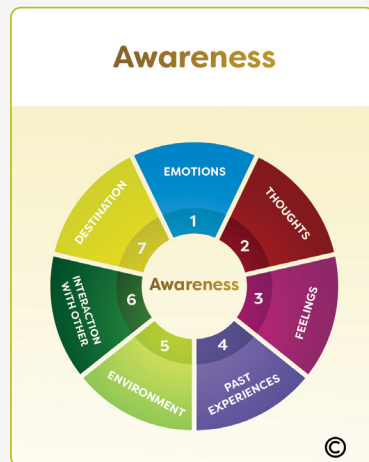 Awareness
EMOTIONS
1
THOUGHTS
2
FEELINGS
3
PAST
EXPERIENCES
4
ENVIRONMENT
5
INTERACTION
WITH OTHER
6
DESTINATION
7
Awareness
©